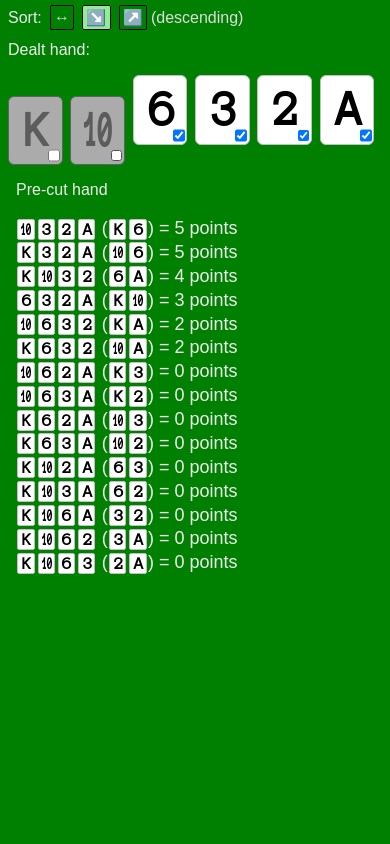 Sort: ↔ ↘ ↗ (descending)
Dealt hand:
K 10 6 3 2 A
Pre-cut hand
10 3 2 A (K 6) = 5 points
K 3 2 A (10 6) = 5 points
K 10 3 2 (6 A) = 4 points
6 3 2 A (K 10) = 3 points
10 6 3 2 (K A) = 2 points
K 6 3 2 (10 A) = 2 points
10 6 2 A (K 3) = 0 points
10 6 3 A (K 2) = 0 points
K 6 2 A (10 3) = 0 points
K 6 3 A (10 2) = 0 points
K 10 2 A (6 3) = 0 points
K 10 3 A (6 2) = 0 points
K 10 6 A (3 2) = 0 points
K 10 6 2 (3 A) = 0 points
K 10 6 3 (2 A) = 0 points